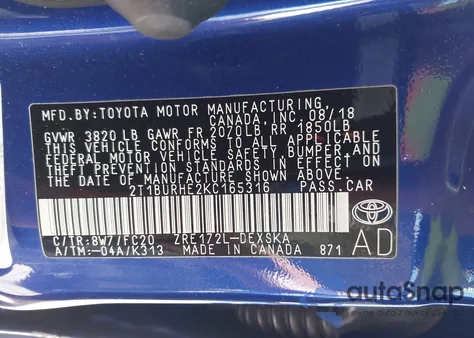 MFD.BY:TOYOTA MOTOR MANUFACTURING,
CANADA, INC. 08/18
GVWR 3820 LB GAWR FR 2070LB RR 1850LB
THIS VEHICLE CONFORMS TO ALL APPLICABLE
FEDERAL MOTOR VEHICLE SAFETY, BUMPER, AND
THEFT PREVENTION STANDARDS IN EFFECT ON
THE DATE OF MANUFACTURE SHOWN ABOVE.
2T1BURHE2KC165316 PASS.CAR
C/TR:8W7/FC20 ZRE172L-DEXSKA
A/TM:-04A/K313 MADE IN CANADA 871
TOYOTA
AD
autoSnap